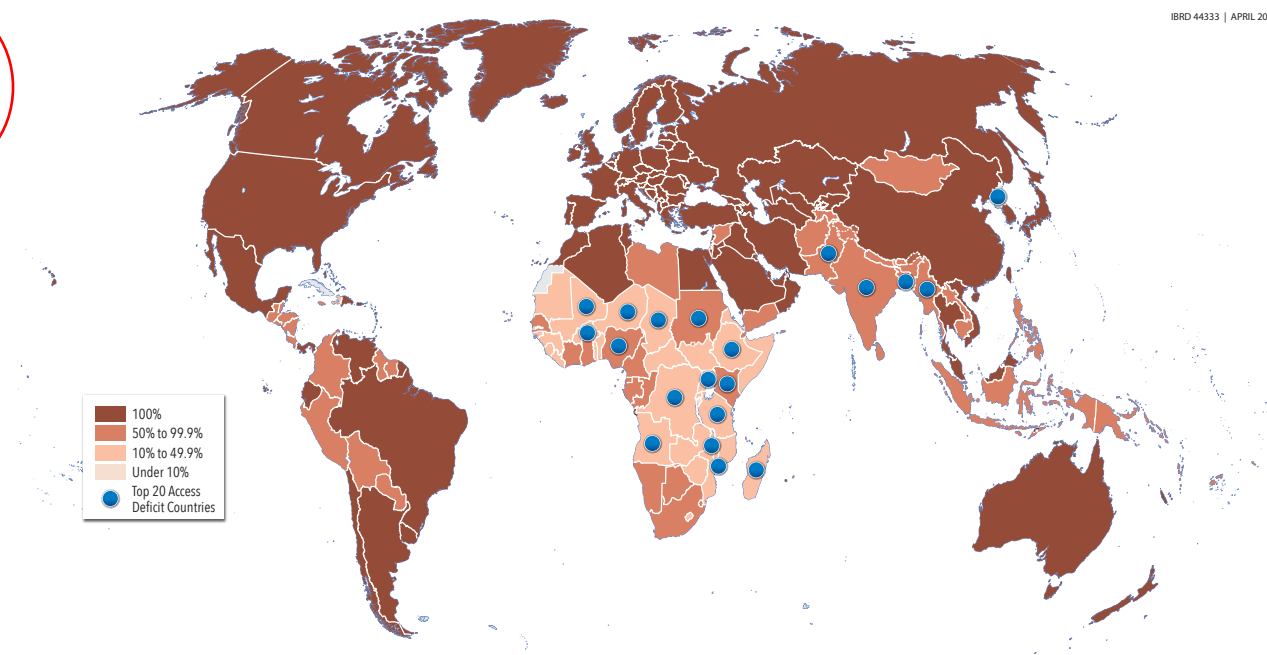 IBRD 44333 | APRIL 20
100%
50% to 99.9%
10% to 49.9%
Under 10%
Top 20 Access
Deficit Countries